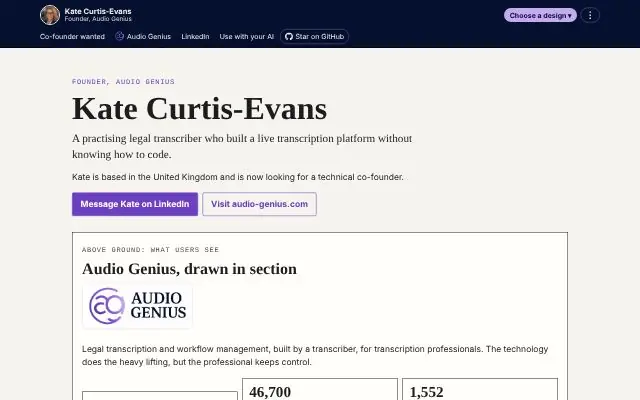 Kate Curtis-Evans
Founder, Audio Genius
Choose a design ▾
Co-founder wanted
Audio Genius
LinkedIn
Use with your AI
Star on GitHub
FOUNDER, AUDIO GENIUS
Kate Curtis-Evans
A practising legal transcriber who built a live transcription platform without
knowing how to code.
Kate is based in the United Kingdom and is now looking for a technical co-founder.
Message Kate on LinkedIn
Visit audio-genius.com
ABOVE GROUND: WHAT USERS SEE
Audio Genius, drawn in section
AUDIO
GENIUS
Legal transcription and workflow management, built by a transcriber, for transcription professionals. The technology
does the heavy lifting, but the professional keeps control.
46,700
1,552